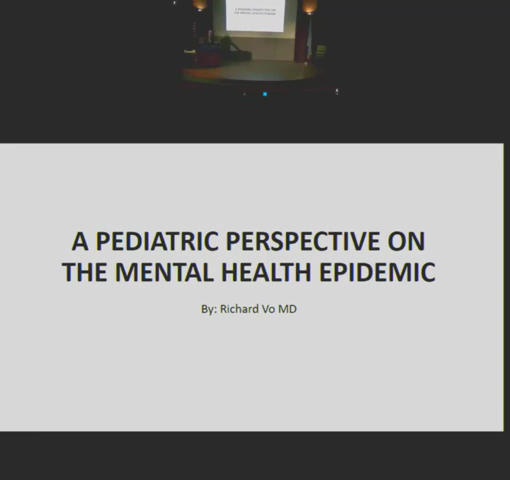 A PEDIATRIC PERSPECTIVE ON
THE MENTAL HEALTH EPIDEMIC
By: Richard Vo MD